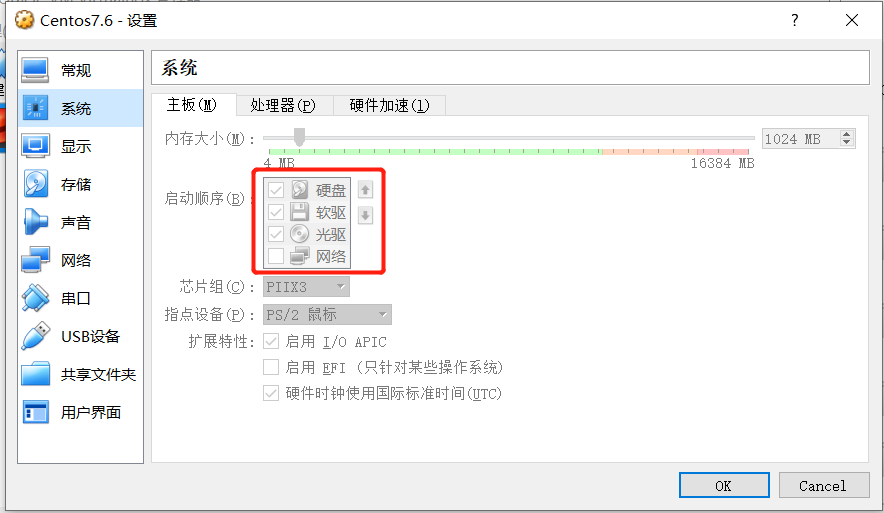 Centos7.6 - 设置
?
常规
系统
显示
存储
声音
网络
串口
USB设备
共享文件夹
用户界面
系统
主板(M) 处理器(P) 硬件加速(l)
内存大小(M): 1024 MB
4 MB 16384 MB
启动顺序(B):
硬盘
软驱
光驱
网络
芯片组(C): PIIX3
指点设备(P): PS/2 鼠标
扩展特性: 启用 I/O APIC
启用 EFI (只针对某些操作系统)
硬件时钟使用国际标准时间(UTC)
OK Cancel